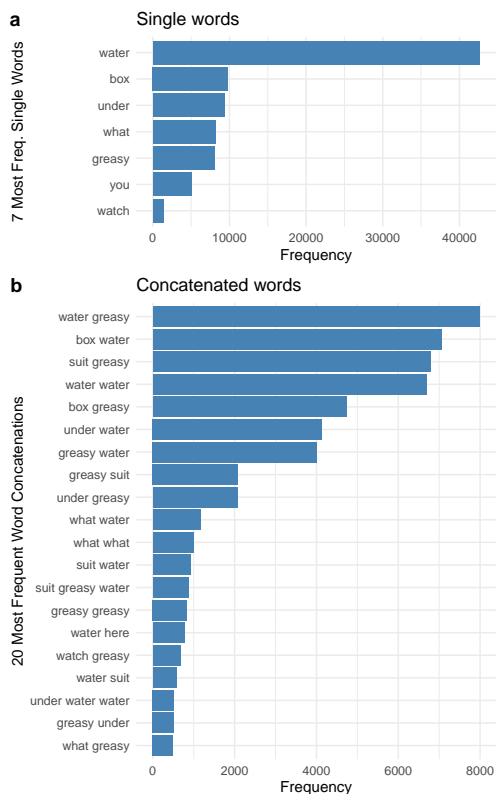 a
Single words
7 Most Freq. Single Words
water
box
under
what
greasy
you
watch
0 10000 20000 30000 40000
Frequency
b
Concatenated words
20 Most Frequent Word Concatenations
water greasy
box water
suit greasy
water water
box greasy
under water
greasy water
greasy suit
under greasy
what water
what what
suit water
suit greasy water
greasy greasy
water here
watch greasy
water suit
under water water
greasy under
what greasy
0 2000 4000 6000 8000
Frequency